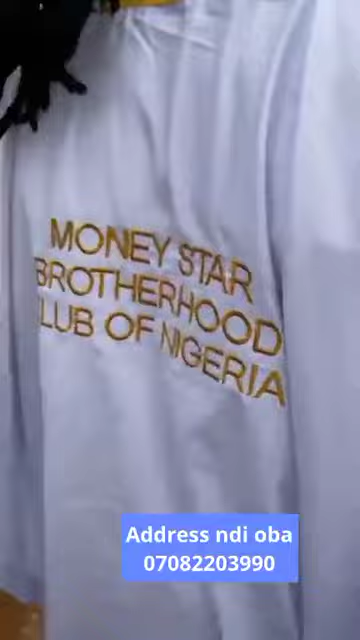 MONEY STAR
BROTHERHOOD
LUB OF NIGERIA
Address ndi oba
07082203990